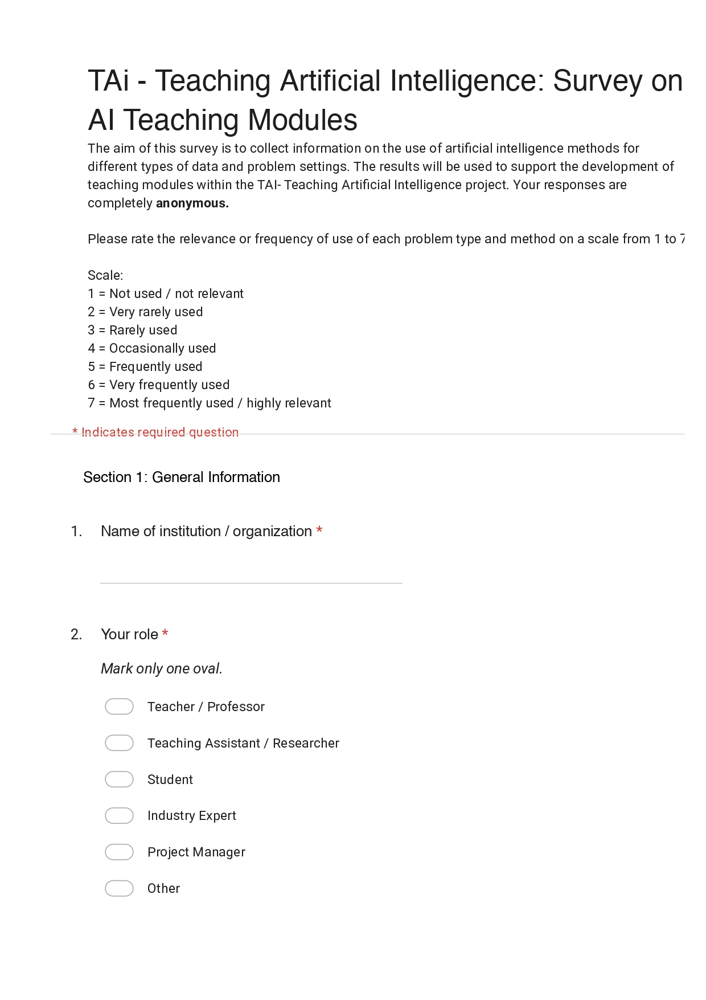 TAi - Teaching Artificial Intelligence: Survey on
AI Teaching Modules
The aim of this survey is to collect information on the use of artificial intelligence methods for
different types of data and problem settings. The results will be used to support the development of
teaching modules within the TAI- Teaching Artificial Intelligence project. Your responses are
completely anonymous.
Please rate the relevance or frequency of use of each problem type and method on a scale from 1 to 7
Scale:
1 = Not used / not relevant
2 = Very rarely used
3 = Rarely used
4 = Occasionally used
5 = Frequently used
6 = Very frequently used
7 = Most frequently used / highly relevant
* Indicates required question
Section 1: General Information
1. Name of institution / organization *
2. Your role *
Mark only one oval.
Teacher / Professor
Teaching Assistant / Researcher
Student
Industry Expert
Project Manager
Other